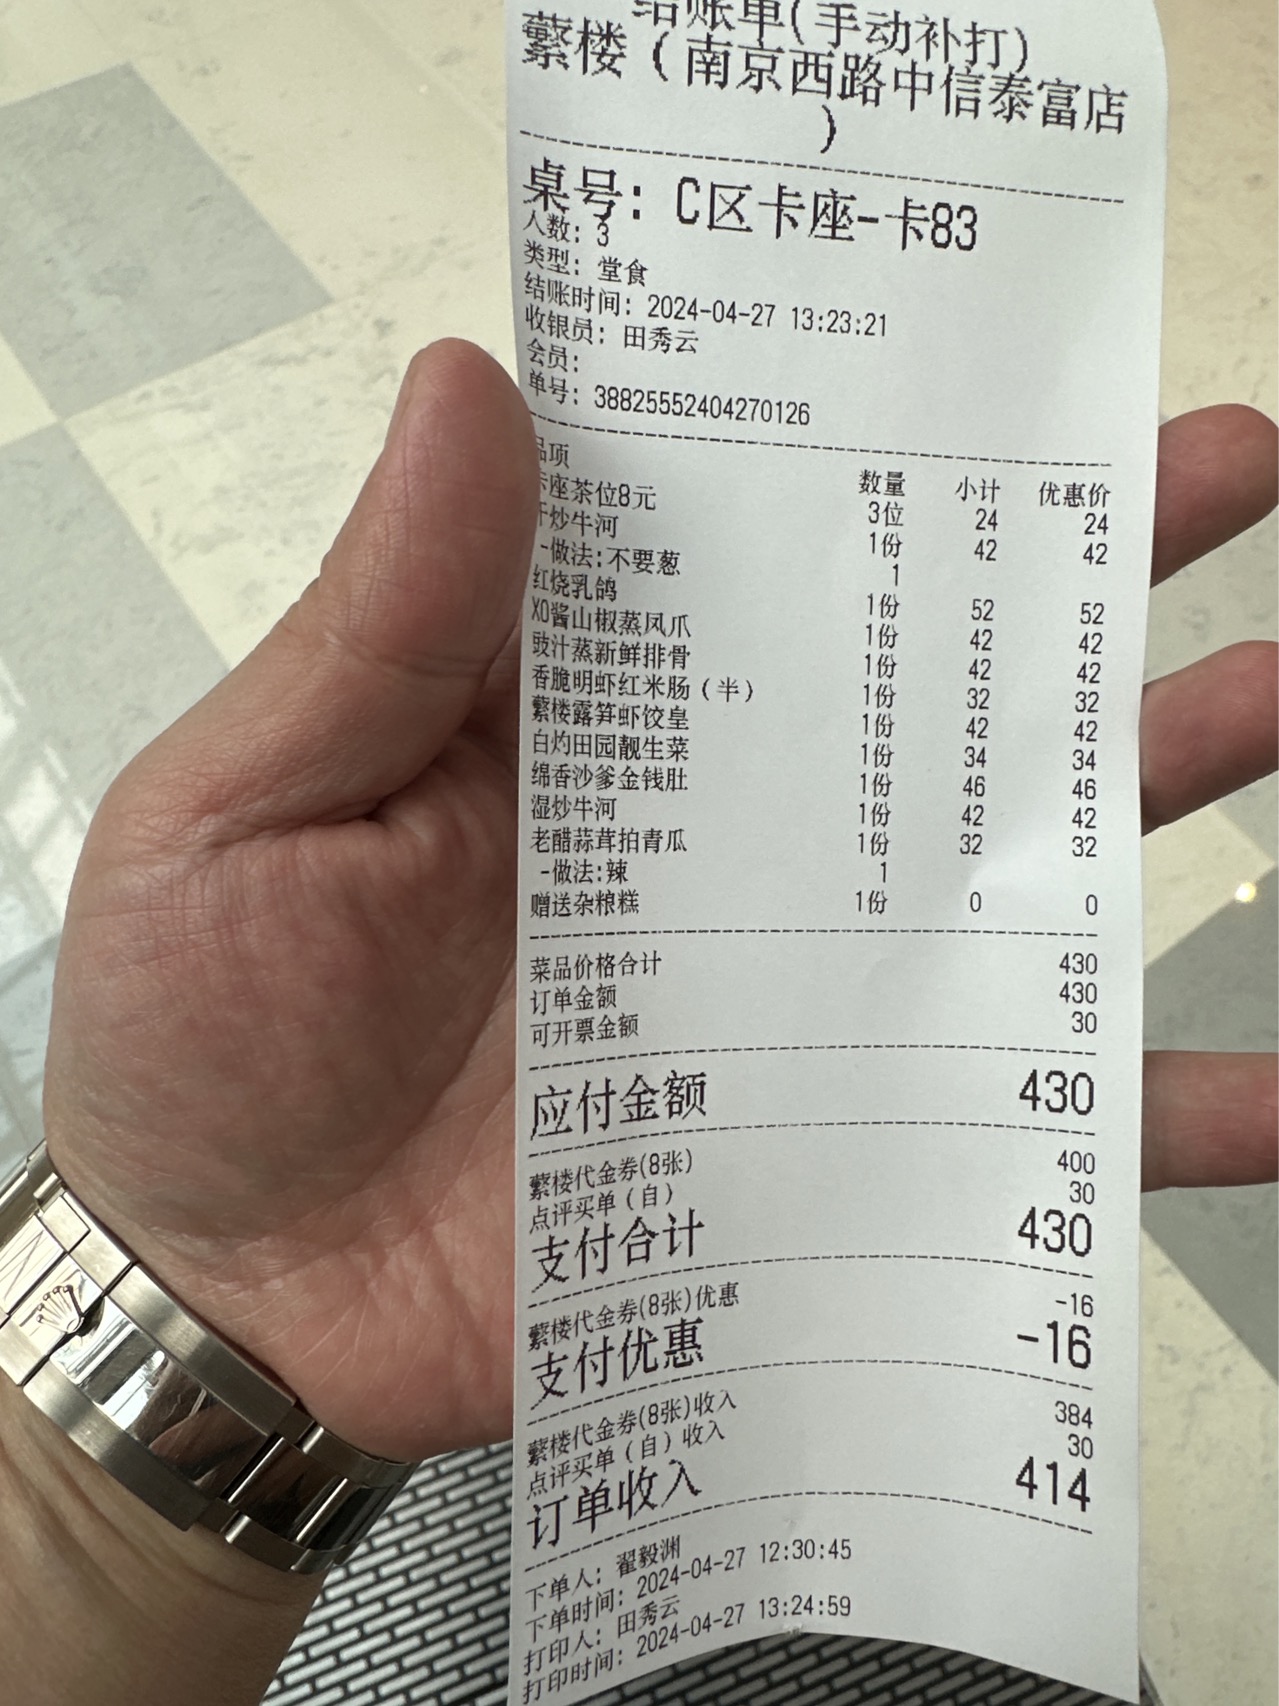 结账单(手动补打)
蘩楼（南京西路中信泰富店
）
桌号: C区卡座-卡83
人数: 3
类型: 堂食
结账时间: 2024-04-27 13:23:21
收银员: 田秀云
会员:
单号: 38825552404270126
品项 数量 小计 优惠价
卡座茶位8元 3位 24 24
干炒牛河 1份 42 42
-做法:不要葱 1
红烧乳鸽 1份 52 52
XO酱山椒蒸凤爪 1份 42 42
豉汁蒸新鲜排骨 1份 42 42
香脆明虾红米肠（半） 1份 32 32
蘩楼露笋虾饺皇 1份 42 42
白灼田园靓生菜 1份 34 34
绵香沙爹金钱肚 1份 46 46
湿炒牛河 1份 42 42
老醋蒜茸拍青瓜 1份 32 32
-做法:辣 1
赠送杂粮糕 1份 0 0
菜品价格合计 430
订单金额 430
可开票金额 30
应付金额 430
蘩楼代金券(8张) 400
点评买单（自） 30
支付合计 430
蘩楼代金券(8张)优惠 -16
支付优惠 -16
蘩楼代金券(8张)收入 384
点评买单（自）收入 30
订单收入 414
下单人: 翟毅渊
下单时间: 2024-04-27 12:30:45
打印人: 田秀云
打印时间: 2024-04-27 13:24:59